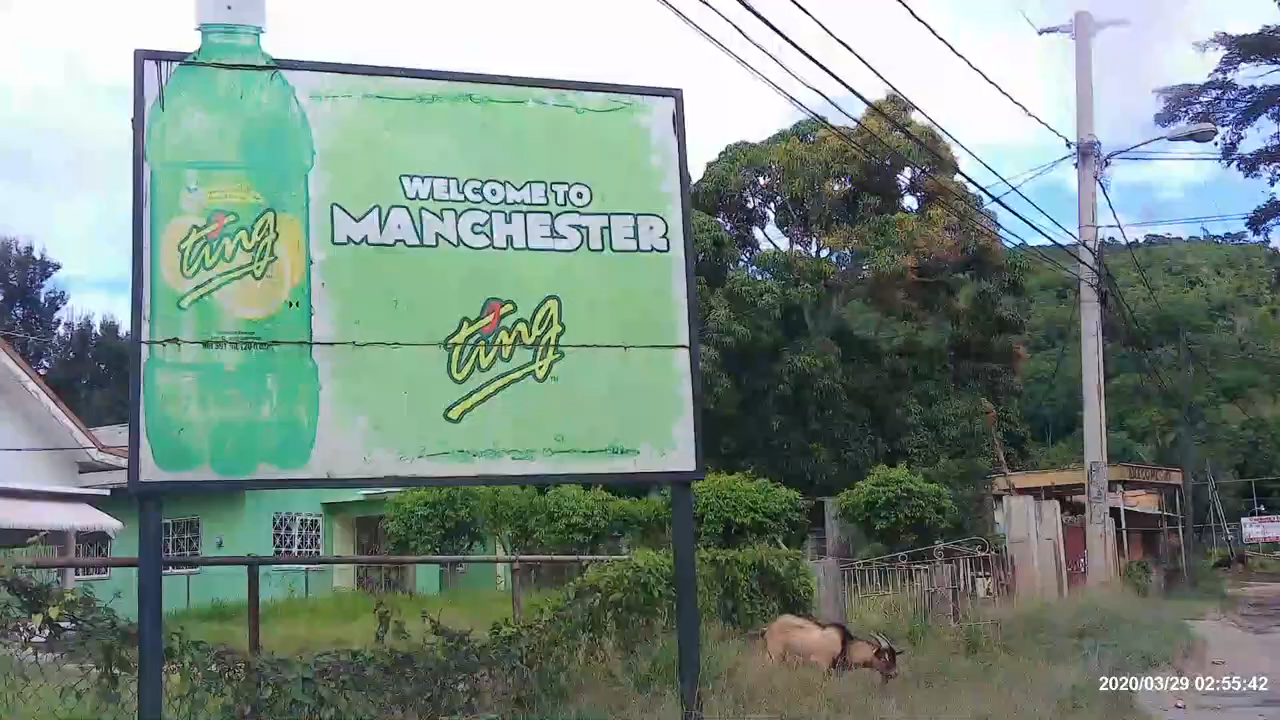 WELCOME TO
MANCHESTER
ting
ting
2020/03/29 02:55:42